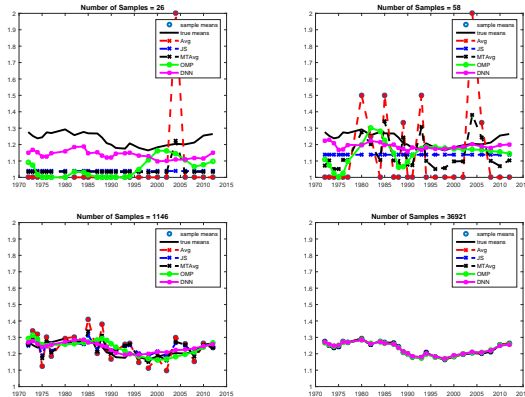 Number of Samples = 26
2
1.9
1.8
1.7
1.6
1.5
1.4
1.3
1.2
1.1
1
1970 1975 1980 1985 1990 1995 2000 2005 2010 2015
sample means
true means
Avg
JS
MTAvg
OMP
DNN
Number of Samples = 58
2
1.9
1.8
1.7
1.6
1.5
1.4
1.3
1.2
1.1
1
1970 1975 1980 1985 1990 1995 2000 2005 2010 2015
sample means
true means
Avg
JS
MTAvg
OMP
DNN
Number of Samples = 1146
2
1.9
1.8
1.7
1.6
1.5
1.4
1.3
1.2
1.1
1
1970 1975 1980 1985 1990 1995 2000 2005 2010 2015
sample means
true means
Avg
JS
MTAvg
OMP
DNN
Number of Samples = 36921
2
1.9
1.8
1.7
1.6
1.5
1.4
1.3
1.2
1.1
1
1970 1975 1980 1985 1990 1995 2000 2005 2010 2015
sample means
true means
Avg
JS
MTAvg
OMP
DNN